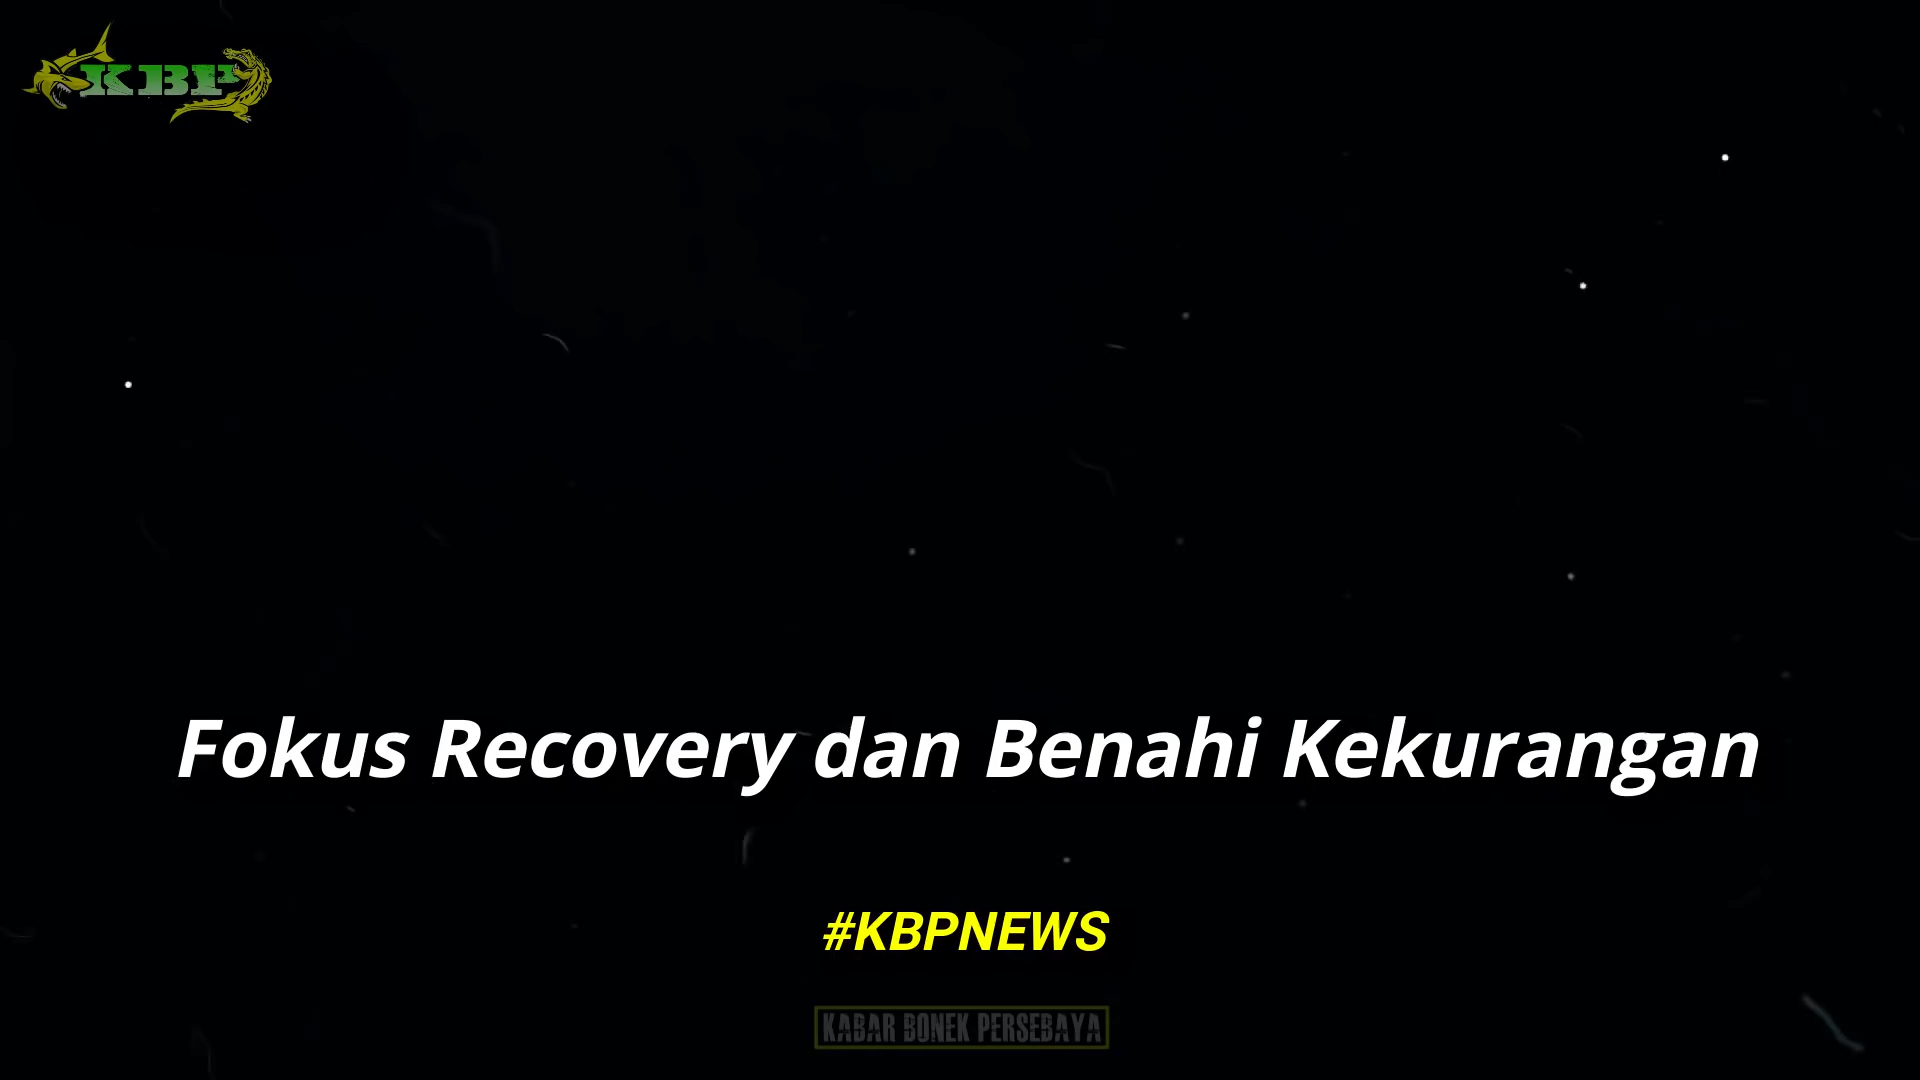 KBP
Fokus Recovery dan Benahi Kekurangan
#KBPNEWS
KABAR BONEK PERSEBAYA